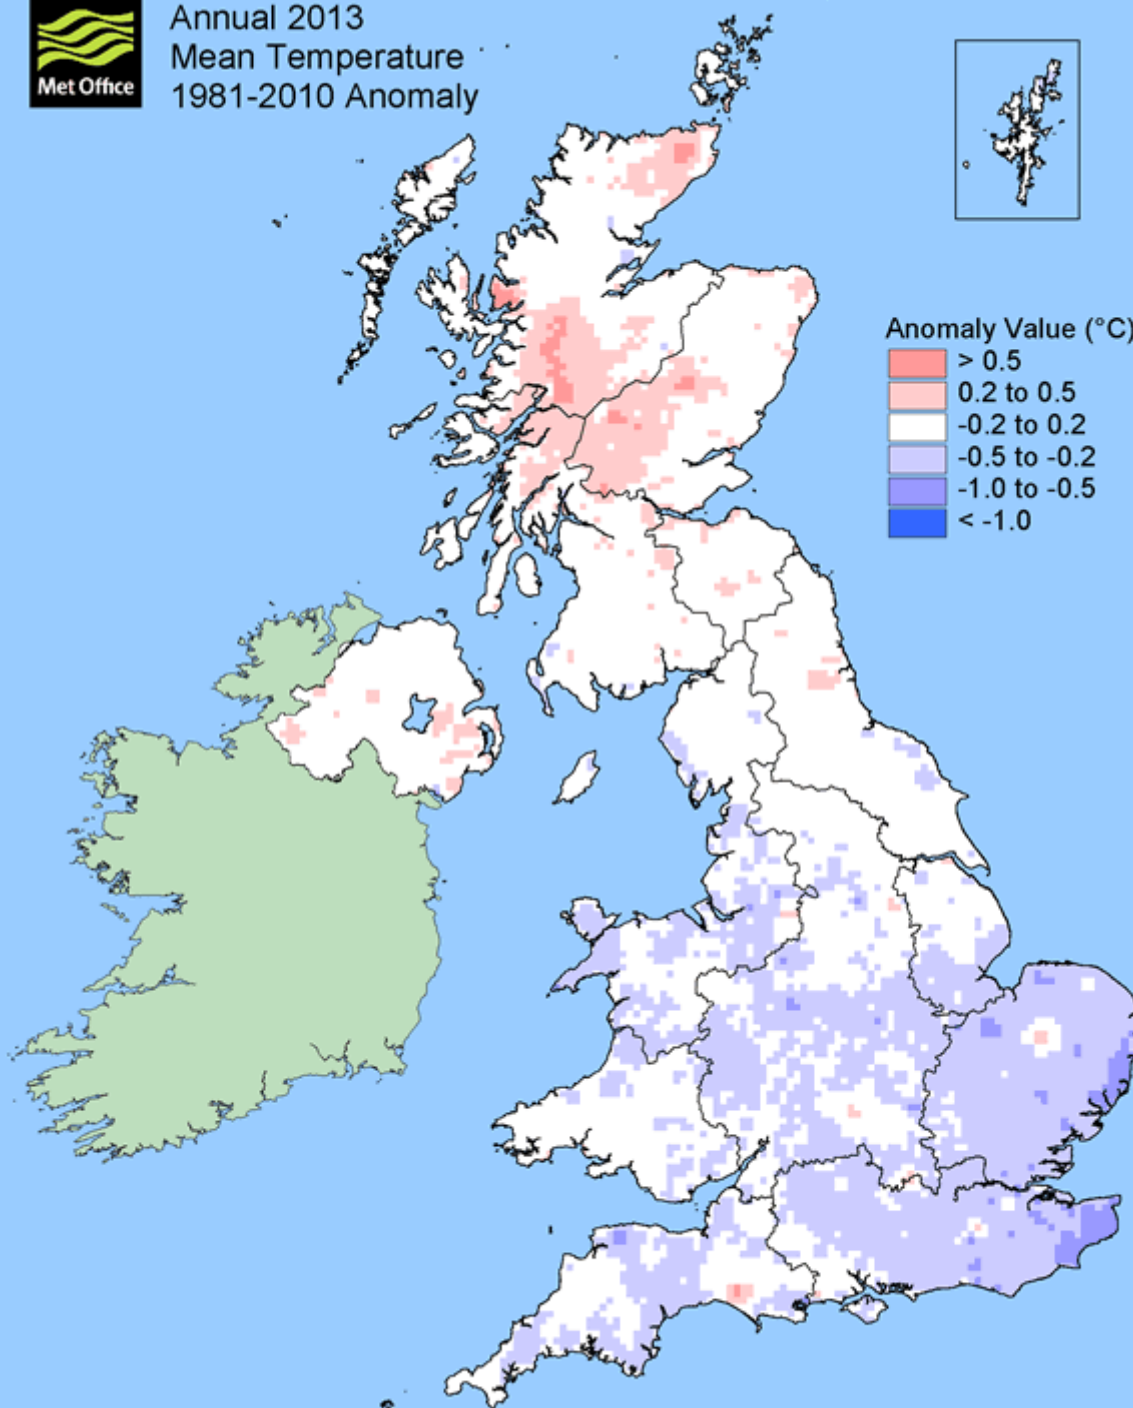 Met Office
Annual 2013
Mean Temperature
1981-2010 Anomaly
Anomaly Value (°C)
> 0.5
0.2 to 0.5
-0.2 to 0.2
-0.5 to -0.2
-1.0 to -0.5
< -1.0